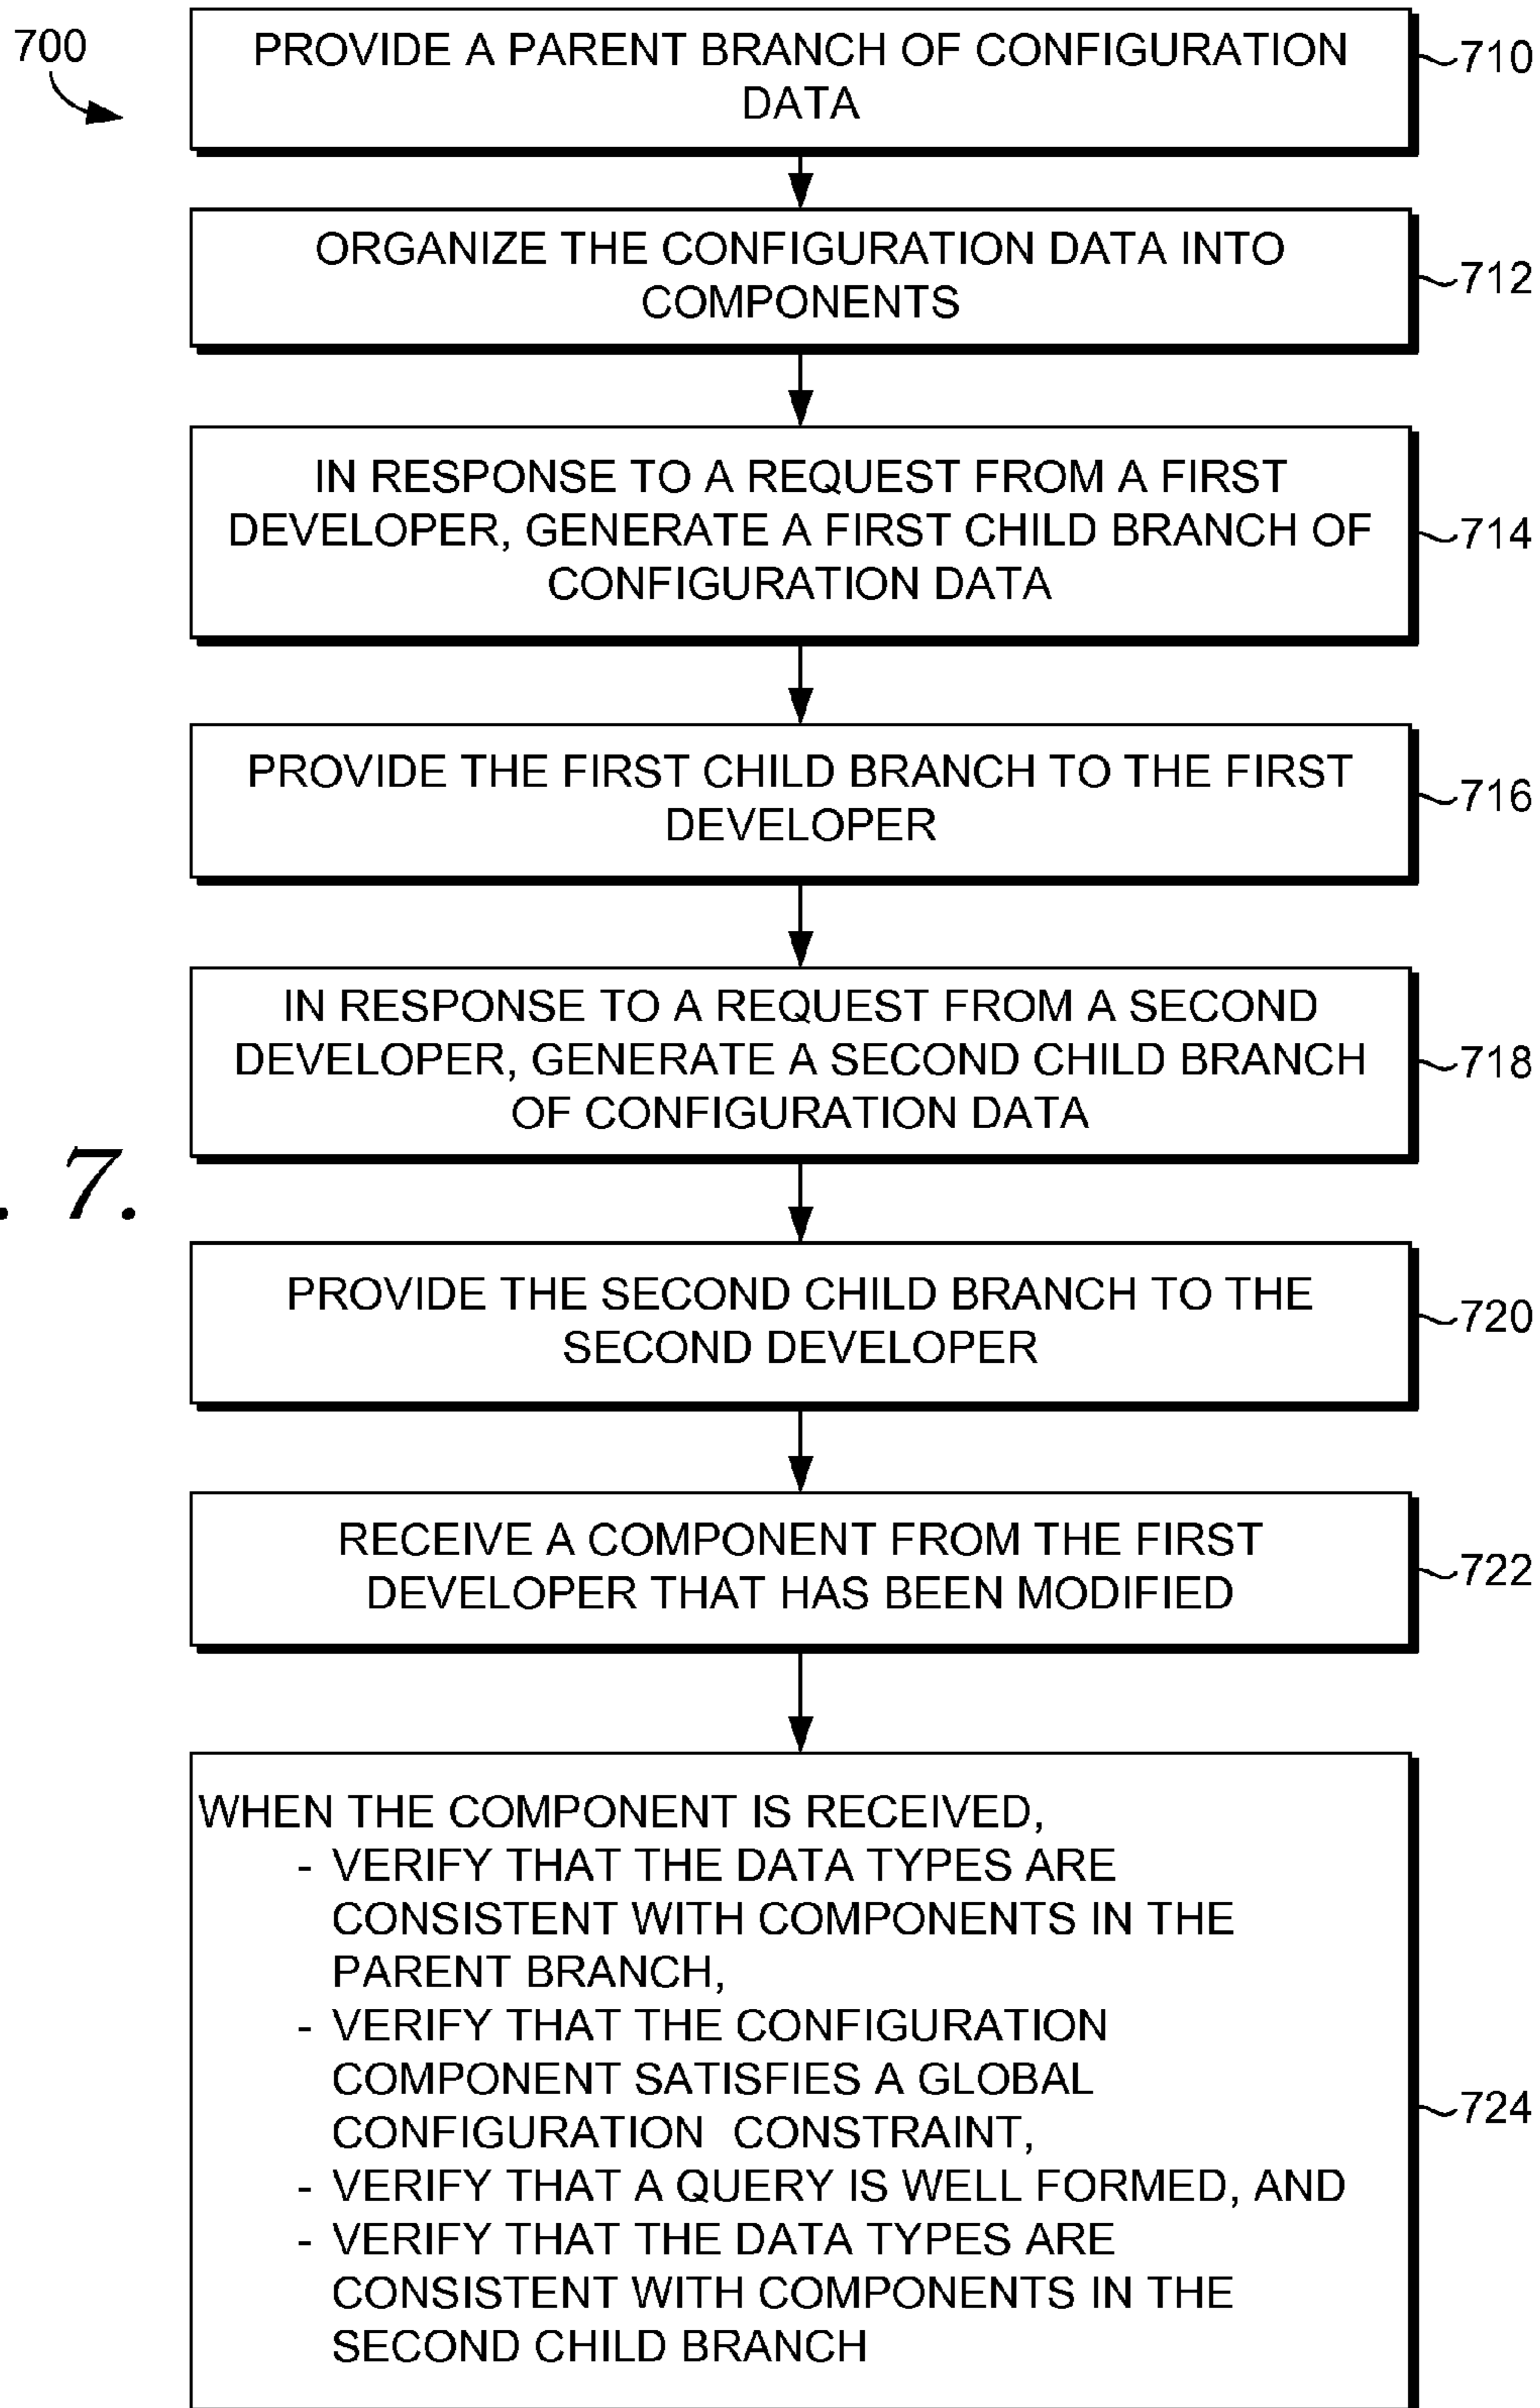 700
PROVIDE A PARENT BRANCH OF CONFIGURATION
DATA
710
ORGANIZE THE CONFIGURATION DATA INTO
COMPONENTS
712
IN RESPONSE TO A REQUEST FROM A FIRST
DEVELOPER, GENERATE A FIRST CHILD BRANCH OF
CONFIGURATION DATA
714
PROVIDE THE FIRST CHILD BRANCH TO THE FIRST
DEVELOPER
716
IN RESPONSE TO A REQUEST FROM A SECOND
DEVELOPER, GENERATE A SECOND CHILD BRANCH
OF CONFIGURATION DATA
718
. 7.
PROVIDE THE SECOND CHILD BRANCH TO THE
SECOND DEVELOPER
720
RECEIVE A COMPONENT FROM THE FIRST
DEVELOPER THAT HAS BEEN MODIFIED
722
WHEN THE COMPONENT IS RECEIVED,
- VERIFY THAT THE DATA TYPES ARE
CONSISTENT WITH COMPONENTS IN THE
PARENT BRANCH,
- VERIFY THAT THE CONFIGURATION
COMPONENT SATISFIES A GLOBAL
CONFIGURATION CONSTRAINT,
- VERIFY THAT A QUERY IS WELL FORMED, AND
- VERIFY THAT THE DATA TYPES ARE
CONSISTENT WITH COMPONENTS IN THE
SECOND CHILD BRANCH
724